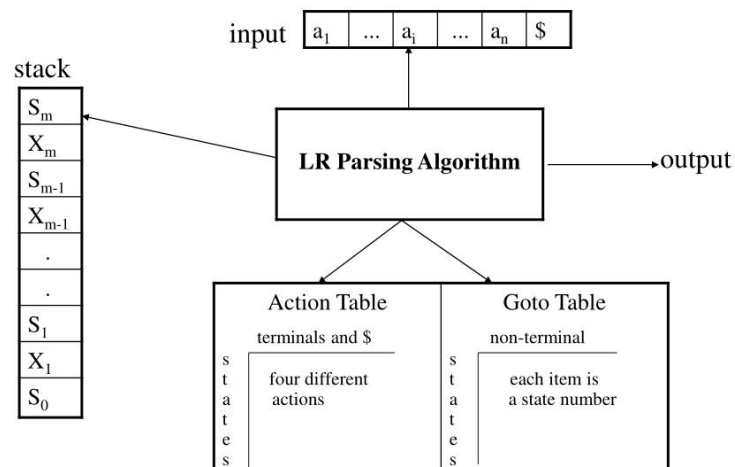 input a₁ ... aᵢ ... aₙ $
stack
Sₘ
Xₘ
Sₘ₋₁
Xₘ₋₁
.
.
S₁
X₁
S₀
LR Parsing Algorithm
output
Action Table
terminals and $
s
t
a
t
e
s
four different
actions
Goto Table
non-terminal
s
t
a
t
e
s
each item is
a state number